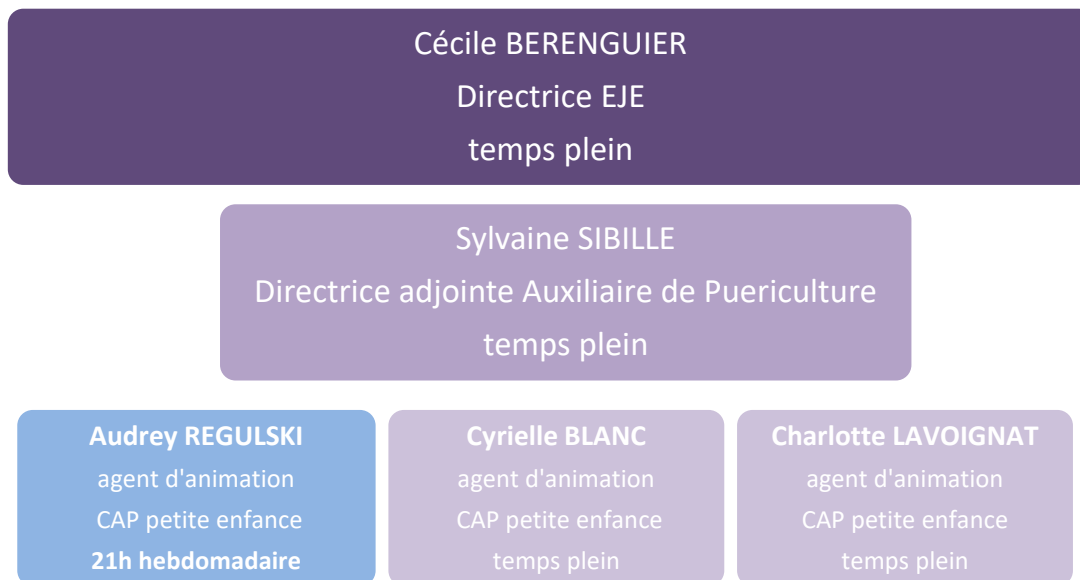 Cécile BERENGUIER
Directrice EJE
temps plein
Sylvaine SIBILLE
Directrice adjointe Auxiliaire de Puericulture
temps plein
Audrey REGULSKI
agent d'animation
CAP petite enfance
21h hebdomadaire
Cyrielle BLANC
agent d'animation
CAP petite enfance
temps plein
Charlotte LAVOIGNAT
agent d'animation
CAP petite enfance
temps plein